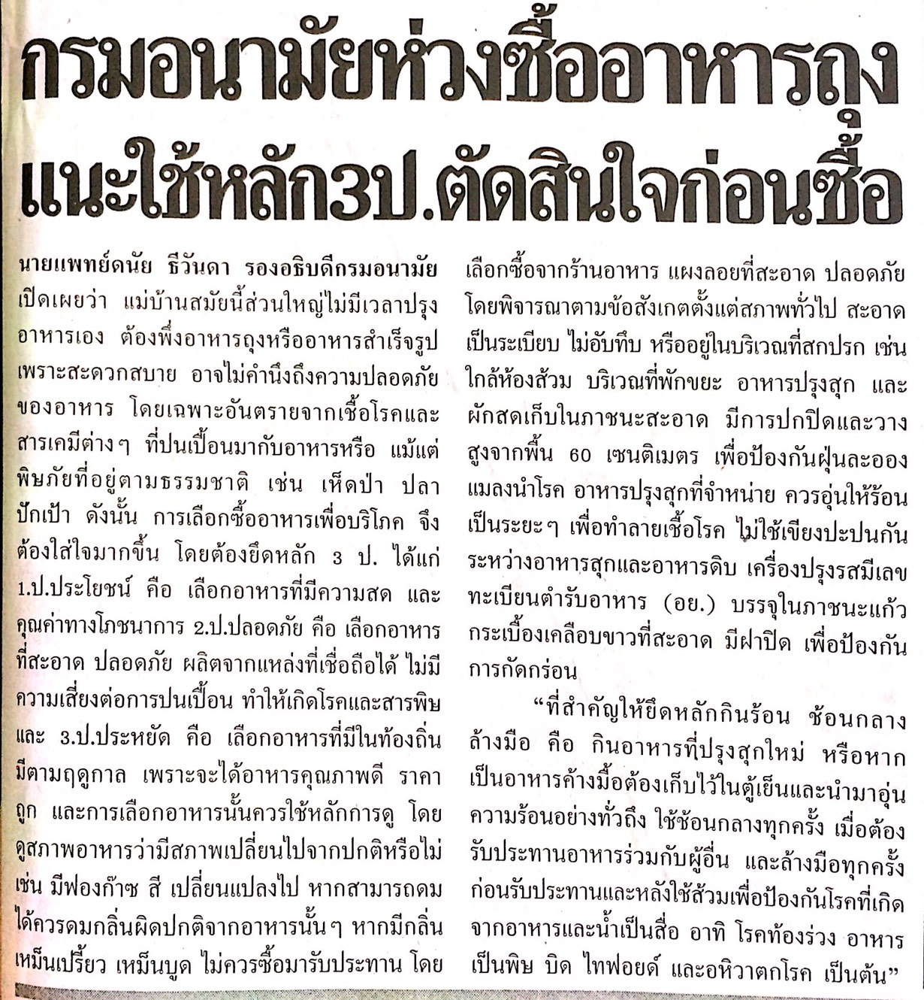 กรมอนามัยห่วงซื้ออาหารถุง
แนะใช้หลัก3ป.ตัดสินใจก่อนซื้อ
นายแพทย์ดนัย ธีวันดา รองอธิบดีกรมอนามัย
เปิดเผยว่า แม่บ้านสมัยนี้ส่วนใหญ่ไม่มีเวลาปรุง
อาหารเอง ต้องพึ่งอาหารถุงหรืออาหารสำเร็จรูป
เพราะสะดวกสบาย อาจไม่คำนึงถึงความปลอดภัย
ของอาหาร โดยเฉพาะอันตรายจากเชื้อโรคและ
สารเคมีต่างๆ ที่ปนเปื้อนมากับอาหารหรือ แม้แต่
พิษภัยที่อยู่ตามธรรมชาติ เช่น เห็ดป่า ปลา
ปักเป้า ดังนั้น การเลือกซื้ออาหารเพื่อบริโภค จึง
ต้องใส่ใจมากขึ้น โดยต้องยึดหลัก 3 ป. ได้แก่
1.ป.ประโยชน์ คือ เลือกอาหารที่มีความสด และ
คุณค่าทางโภชนาการ 2.ป.ปลอดภัย คือ เลือกอาหาร
ที่สะอาด ปลอดภัย ผลิตจากแหล่งที่เชื่อถือได้ ไม่มี
ความเสี่ยงต่อการปนเปื้อน ทำให้เกิดโรคและสารพิษ
และ 3.ป.ประหยัด คือ เลือกอาหารที่มีในท้องถิ่น
มีตามฤดูกาล เพราะจะได้อาหารคุณภาพดี ราคา
ถูก และการเลือกอาหารนั้นควรใช้หลักการดู โดย
ดูสภาพอาหารว่ามีสภาพเปลี่ยนไปจากปกติหรือไม่
เช่น มีฟองก๊าซ สี เปลี่ยนแปลงไป หากสามารถดม
ได้ควรดมกลิ่นผิดปกติจากอาหารนั้นๆ หากมีกลิ่น
เหม็นเปรี้ยว เหม็นบูด ไม่ควรซื้อมารับประทาน โดย
เลือกซื้อจากร้านอาหาร แผงลอยที่สะอาด ปลอดภัย
โดยพิจารณาตามข้อสังเกตตั้งแต่สภาพทั่วไป สะอาด
เป็นระเบียบ ไม่อับทึบ หรืออยู่ในบริเวณที่สกปรก เช่น
ใกล้ห้องส้วม บริเวณที่พักขยะ อาหารปรุงสุก และ
ผักสดเก็บในภาชนะสะอาด มีการปกปิดและวาง
สูงจากพื้น 60 เซนติเมตร เพื่อป้องกันฝุ่นละออง
แมลงนำโรค อาหารปรุงสุกที่จำหน่าย ควรอุ่นให้ร้อน
เป็นระยะๆ เพื่อทำลายเชื้อโรค ไม่ใช้เขียงปะปนกัน
ระหว่างอาหารสุกและอาหารดิบ เครื่องปรุงรสมีเลข
ทะเบียนตำรับอาหาร (อย.) บรรจุในภาชนะแก้ว
กระเบื้องเคลือบขาวที่สะอาด มีฝาปิด เพื่อป้องกัน
การกัดกร่อน
“ที่สำคัญให้ยึดหลักกินร้อน ช้อนกลาง
ล้างมือ คือ กินอาหารที่ปรุงสุกใหม่ หรือหาก
เป็นอาหารค้างมื้อต้องเก็บไว้ในตู้เย็นและนำมาอุ่น
ความร้อนอย่างทั่วถึง ใช้ช้อนกลางทุกครั้ง เมื่อต้อง
รับประทานอาหารร่วมกับผู้อื่น และล้างมือทุกครั้ง
ก่อนรับประทานและหลังใช้ส้วมเพื่อป้องกันโรคที่เกิด
จากอาหารและน้ำเป็นสื่อ อาทิ โรคท้องร่วง อาหาร
เป็นพิษ บิด ไทฟอยด์ และอหิวาตกโรค เป็นต้น”